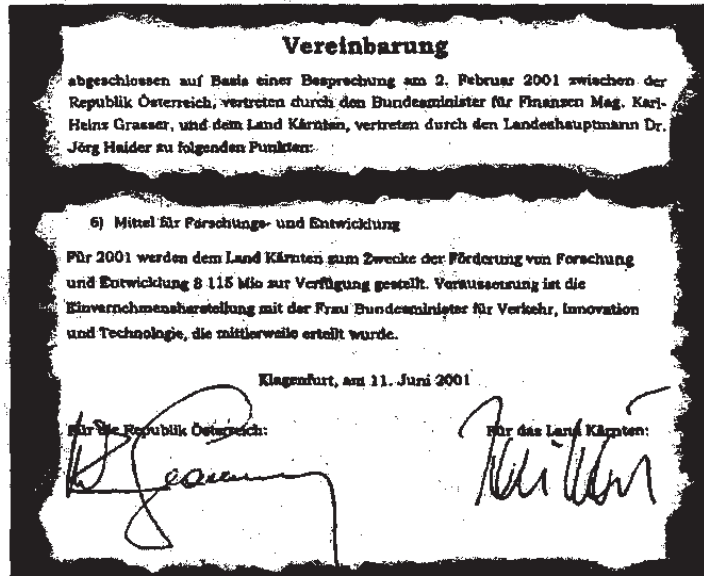 Vereinbarung
abgeschlossen auf Basis einer Besprechung am 2. Februar 2001 zwischen der
Republik Österreich, vertreten durch den Bundesminister für Finanzen Mag. Karl-
Heinz Grasser, und dem Land Kärnten, vertreten durch den Landeshauptmann Dr.
Jörg Haider zu folgenden Punkten:
6) Mittel für Forschungs- und Entwicklung
Für 2001 werden dem Land Kärnten zum Zwecke der Förderung von Forschung
und Entwicklung S 115 Mio zur Verfügung gestellt. Voraussetzung ist die
Einvernehmensherstellung mit der Frau Bundesminister für Verkehr, Innovation
und Technologie, die mittlerweile erteilt wurde.
Klagenfurt, am 11. Juni 2001
Für die Republik Österreich: Für das Land Kärnten: